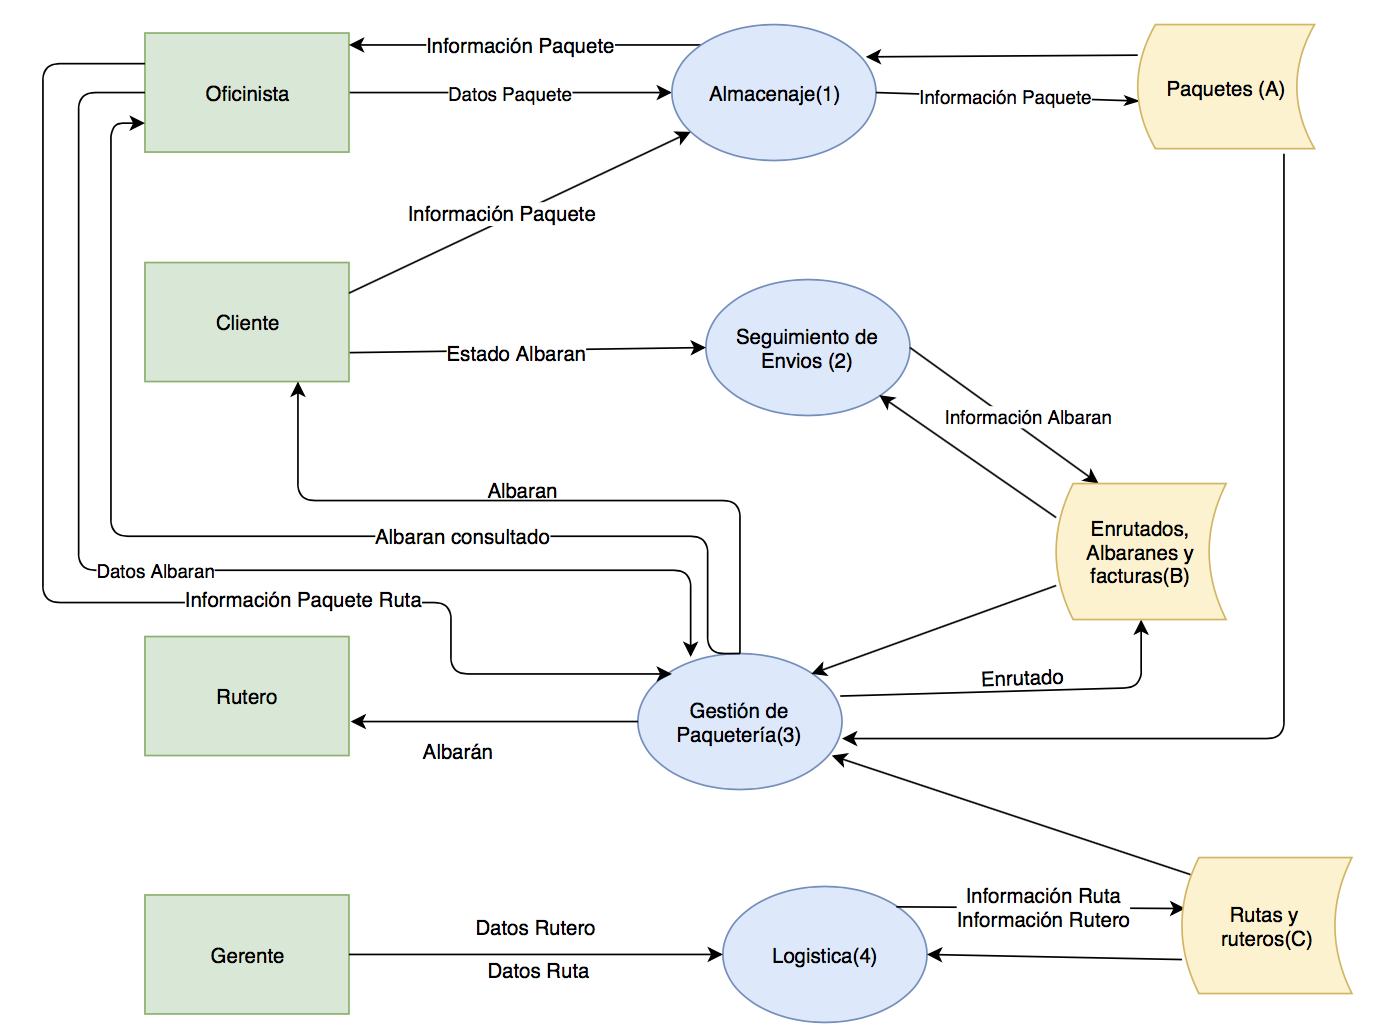 Oficinista
Información Paquete
Datos Paquete
Almacenaje(1)
Información Paquete
Paquetes (A)
Información Paquete
Cliente
Estado Albaran
Seguimiento de
Envios (2)
Información Albaran
Enrutados,
Albaranes y
facturas(B)
Albaran
Albaran consultado
Datos Albaran
Información Paquete Ruta
Rutero
Albarán
Gestión de
Paquetería(3)
Enrutado
Gerente
Datos Rutero
Datos Ruta
Logistica(4)
Información Ruta
Información Rutero
Rutas y
ruteros(C)